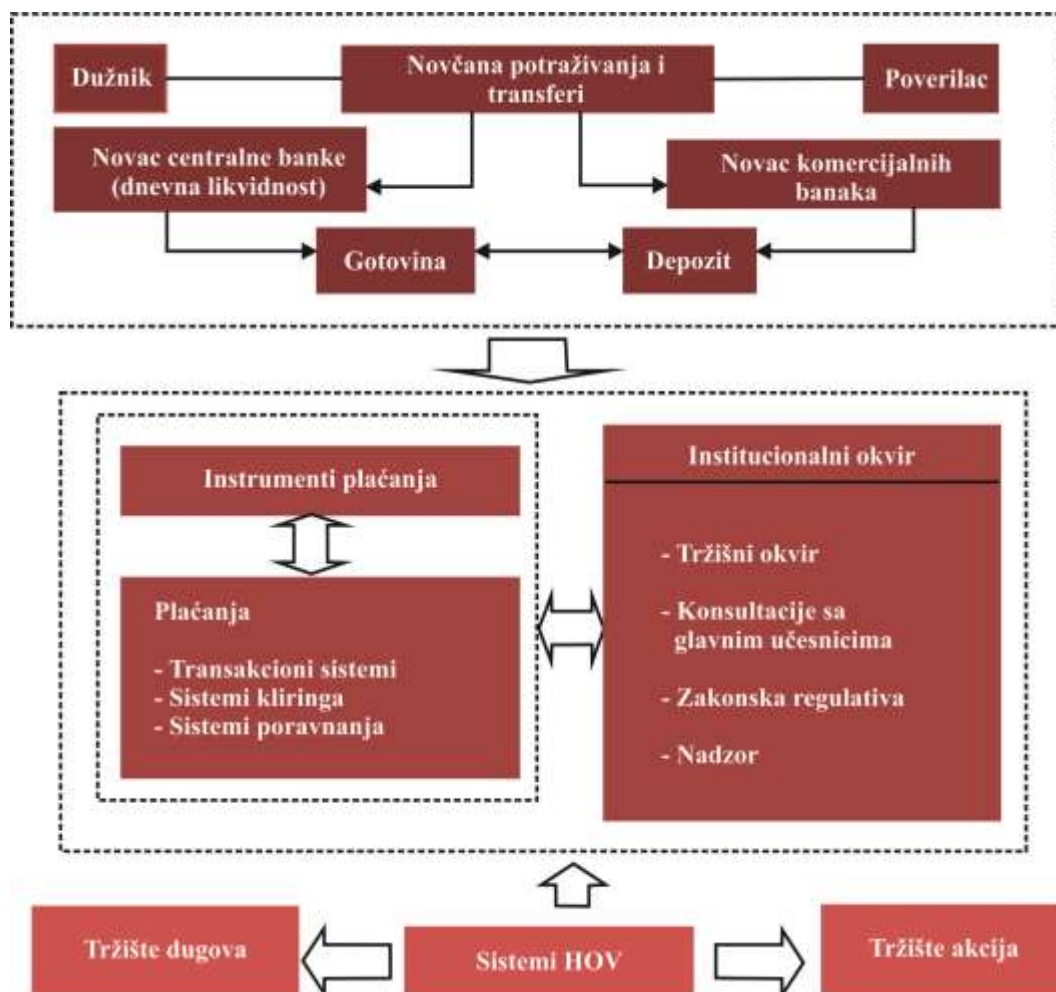 Dužnik
Novčana potraživanja i
transferi
Poverilac
Novac centralne banke
(dnevna likvidnost)
Novac komercijalnih
banaka
Gotovina
Depozit
Instrumenti plaćanja
Plaćanja
- Transakcioni sistemi
- Sistemi kliringa
- Sistemi poravnanja
Institucionalni okvir
- Tržišni okvir
- Konsultacije sa
glavnim učesnicima
- Zakonska regulativa
- Nadzor
Tržište dugova
Sistemi HOV
Tržište akcija